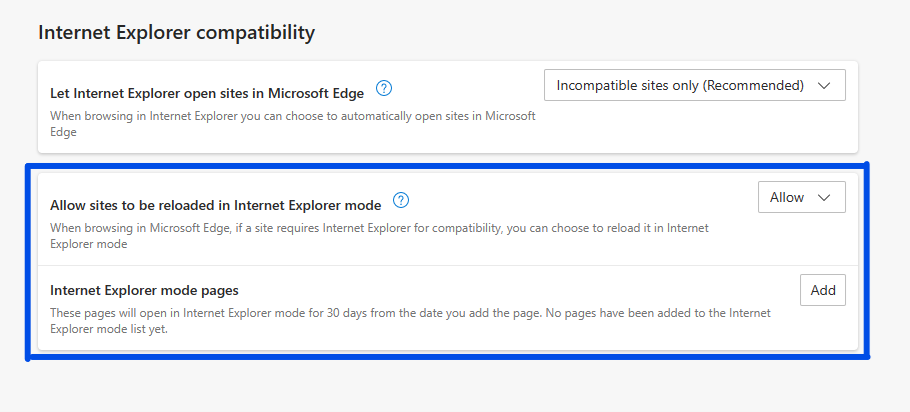 Internet Explorer compatibility
Let Internet Explorer open sites in Microsoft Edge ?
Incompatible sites only (Recommended)
When browsing in Internet Explorer you can choose to automatically open sites in Microsoft
Edge
Allow sites to be reloaded in Internet Explorer mode ?
Allow
When browsing in Microsoft Edge, if a site requires Internet Explorer for compatibility, you can choose to reload it in Internet
Explorer mode
Internet Explorer mode pages
Add
These pages will open in Internet Explorer mode for 30 days from the date you add the page. No pages have been added to the Internet
Explorer mode list yet.